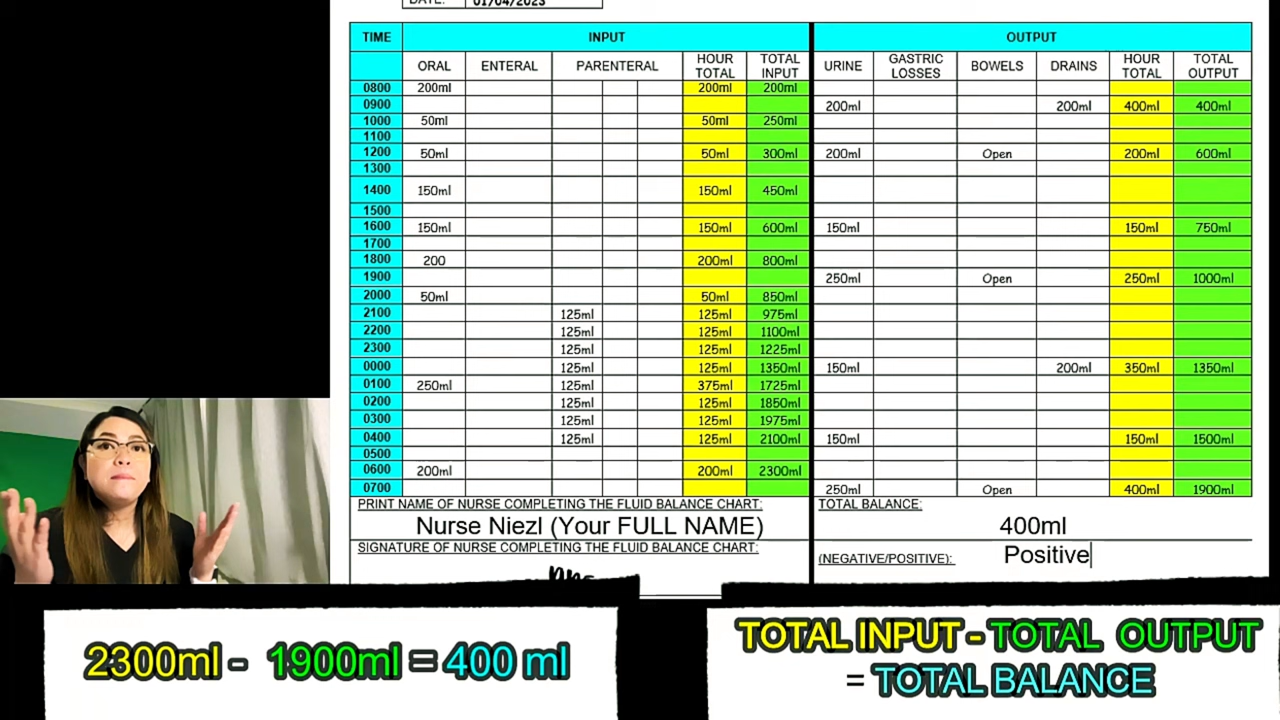 DATE: 01/04/2023
TIME INPUT OUTPUT
ORAL ENTERAL PARENTERAL HOUR TOTAL TOTAL INPUT URINE GASTRIC LOSSES BOWELS DRAINS HOUR TOTAL TOTAL OUTPUT
0800 200ml 200ml 200ml
0900 200ml 200ml 400ml 400ml
1000 50ml 50ml 250ml
1100
1200 50ml 50ml 300ml 200ml Open 200ml 600ml
1300
1400 150ml 150ml 450ml
1500
1600 150ml 150ml 600ml 150ml 150ml 750ml
1700
1800 200 200ml 800ml
1900 250ml Open 250ml 1000ml
2000 50ml 50ml 850ml
2100 125ml 125ml 975ml
2200 125ml 125ml 1100ml
2300 125ml 125ml 1225ml
0000 125ml 125ml 1350ml 150ml 200ml 350ml 1350ml
0100 250ml 125ml 375ml 1725ml
0200 125ml 125ml 1850ml
0300 125ml 125ml 1975ml
0400 125ml 125ml 2100ml 150ml 150ml 1500ml
0500
0600 200ml 200ml 2300ml
0700 250ml Open 400ml 1900ml
PRINT NAME OF NURSE COMPLETING THE FLUID BALANCE CHART: TOTAL BALANCE:
Nurse Niezl (Your FULL NAME) 400ml
SIGNATURE OF NURSE COMPLETING THE FLUID BALANCE CHART: (NEGATIVE/POSITIVE): Positive
2300ml - 1900ml = 400 ml
TOTAL INPUT - TOTAL OUTPUT
= TOTAL BALANCE